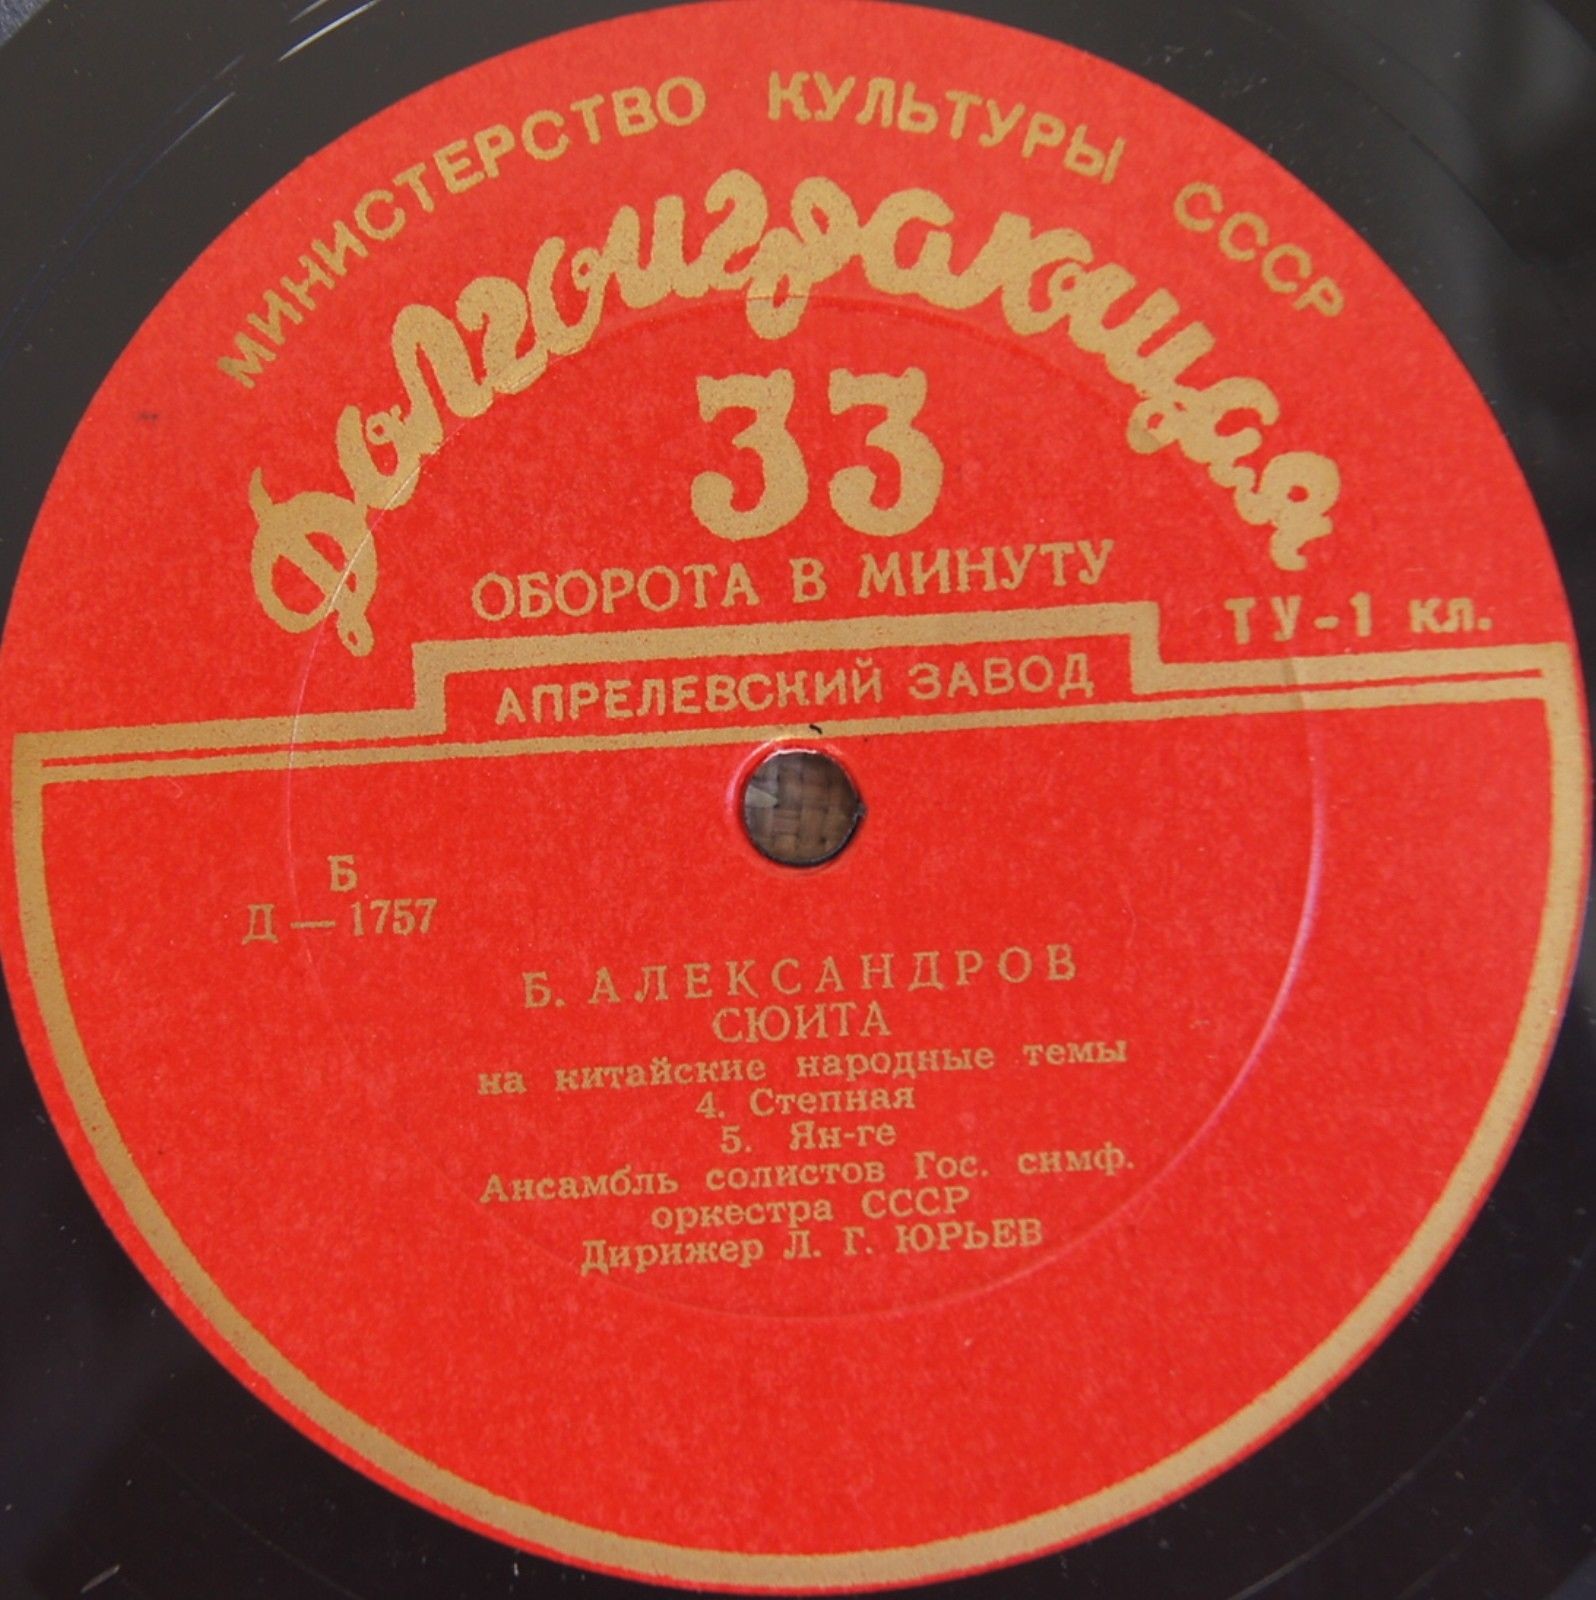 МИНИСТЕРСТВО КУЛЬТУРЫ СССР
Долгоиграющая
33
ОБОРОТА В МИНУТУ
ТУ-1 кл.
АПРЕЛЕВСКИЙ ЗАВОД
Б
Д — 1757
Б. АЛЕКСАНДРОВ
СЮИТА
на китайские народные темы
4. Степная
5. Ян-ге
Ансамбль солистов Гос. симф.
оркестра СССР
Дирижер Л. Г. ЮРЬЕВ